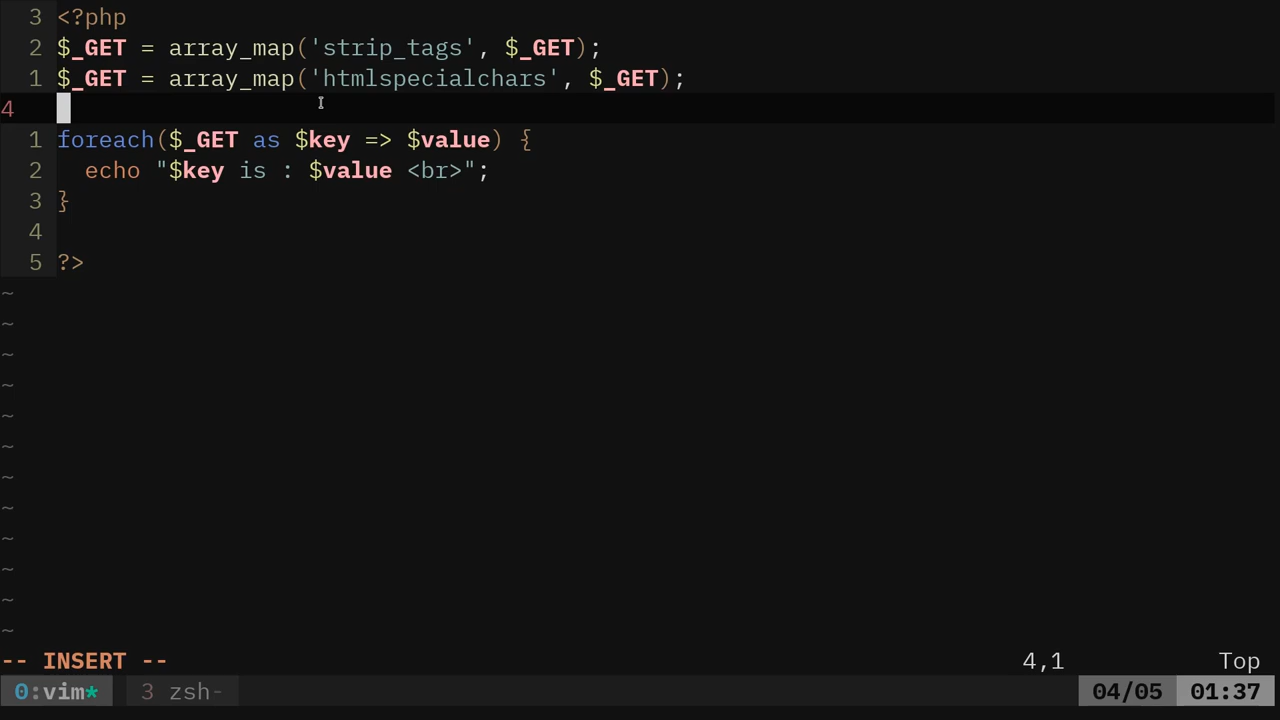 3 <?php
2 $_GET = array_map('strip_tags', $_GET);
1 $_GET = array_map('htmlspecialchars', $_GET);
4
1 foreach($_GET as $key => $value) {
2   echo "$key is : $value <br>";
3 }
4
5 ?>
~
~
~
~
~
~
~
~
~
~
~
~
-- INSERT -- 4,1 Top
0:vim* 3 zsh- 04/05 01:37